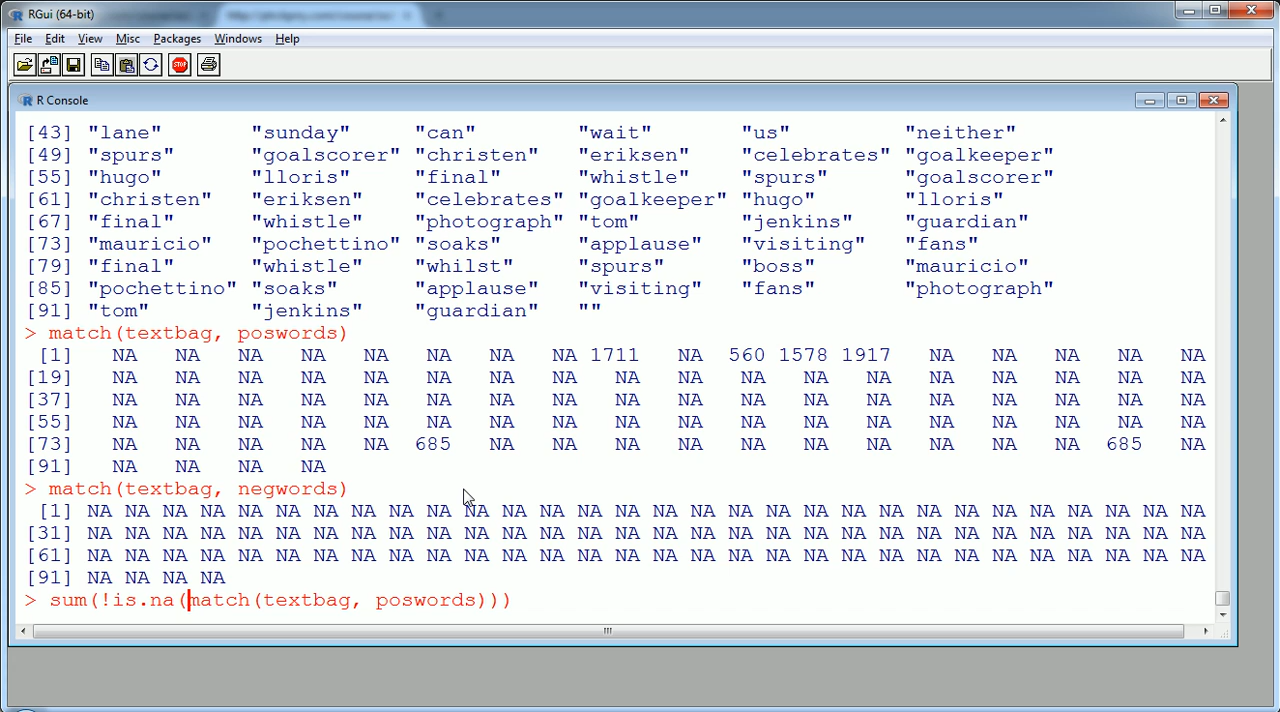 RGui (64-bit)
File Edit View Misc Packages Windows Help
STOP
R Console
[43] "lane" "sunday" "can" "wait" "us" "neither"
[49] "spurs" "goalscorer" "christen" "eriksen" "celebrates" "goalkeeper"
[55] "hugo" "lloris" "final" "whistle" "spurs" "goalscorer"
[61] "christen" "eriksen" "celebrates" "goalkeeper" "hugo" "lloris"
[67] "final" "whistle" "photograph" "tom" "jenkins" "guardian"
[73] "mauricio" "pochettino" "soaks" "applause" "visiting" "fans"
[79] "final" "whistle" "whilst" "spurs" "boss" "mauricio"
[85] "pochettino" "soaks" "applause" "visiting" "fans" "photograph"
[91] "tom" "jenkins" "guardian" ""
> match(textbag, poswords)
[1] NA NA NA NA NA NA NA NA 1711 NA 560 1578 1917 NA NA NA NA NA
[19] NA NA NA NA NA NA NA NA NA NA NA NA NA NA NA NA NA NA
[37] NA NA NA NA NA NA NA NA NA NA NA NA NA NA NA NA NA NA
[55] NA NA NA NA NA NA NA NA NA NA NA NA NA NA NA NA NA NA
[73] NA NA NA NA NA 685 NA NA NA NA NA NA NA NA NA NA 685 NA
[91] NA NA NA NA
> match(textbag, negwords)
[1] NA NA NA NA NA NA NA NA NA NA NA NA NA NA NA NA NA NA NA NA NA NA NA NA NA NA NA NA NA NA
[31] NA NA NA NA NA NA NA NA NA NA NA NA NA NA NA NA NA NA NA NA NA NA NA NA NA NA NA NA NA NA
[61] NA NA NA NA NA NA NA NA NA NA NA NA NA NA NA NA NA NA NA NA NA NA NA NA NA NA NA NA NA NA
[91] NA NA NA NA
> sum(!is.na(match(textbag, poswords)))